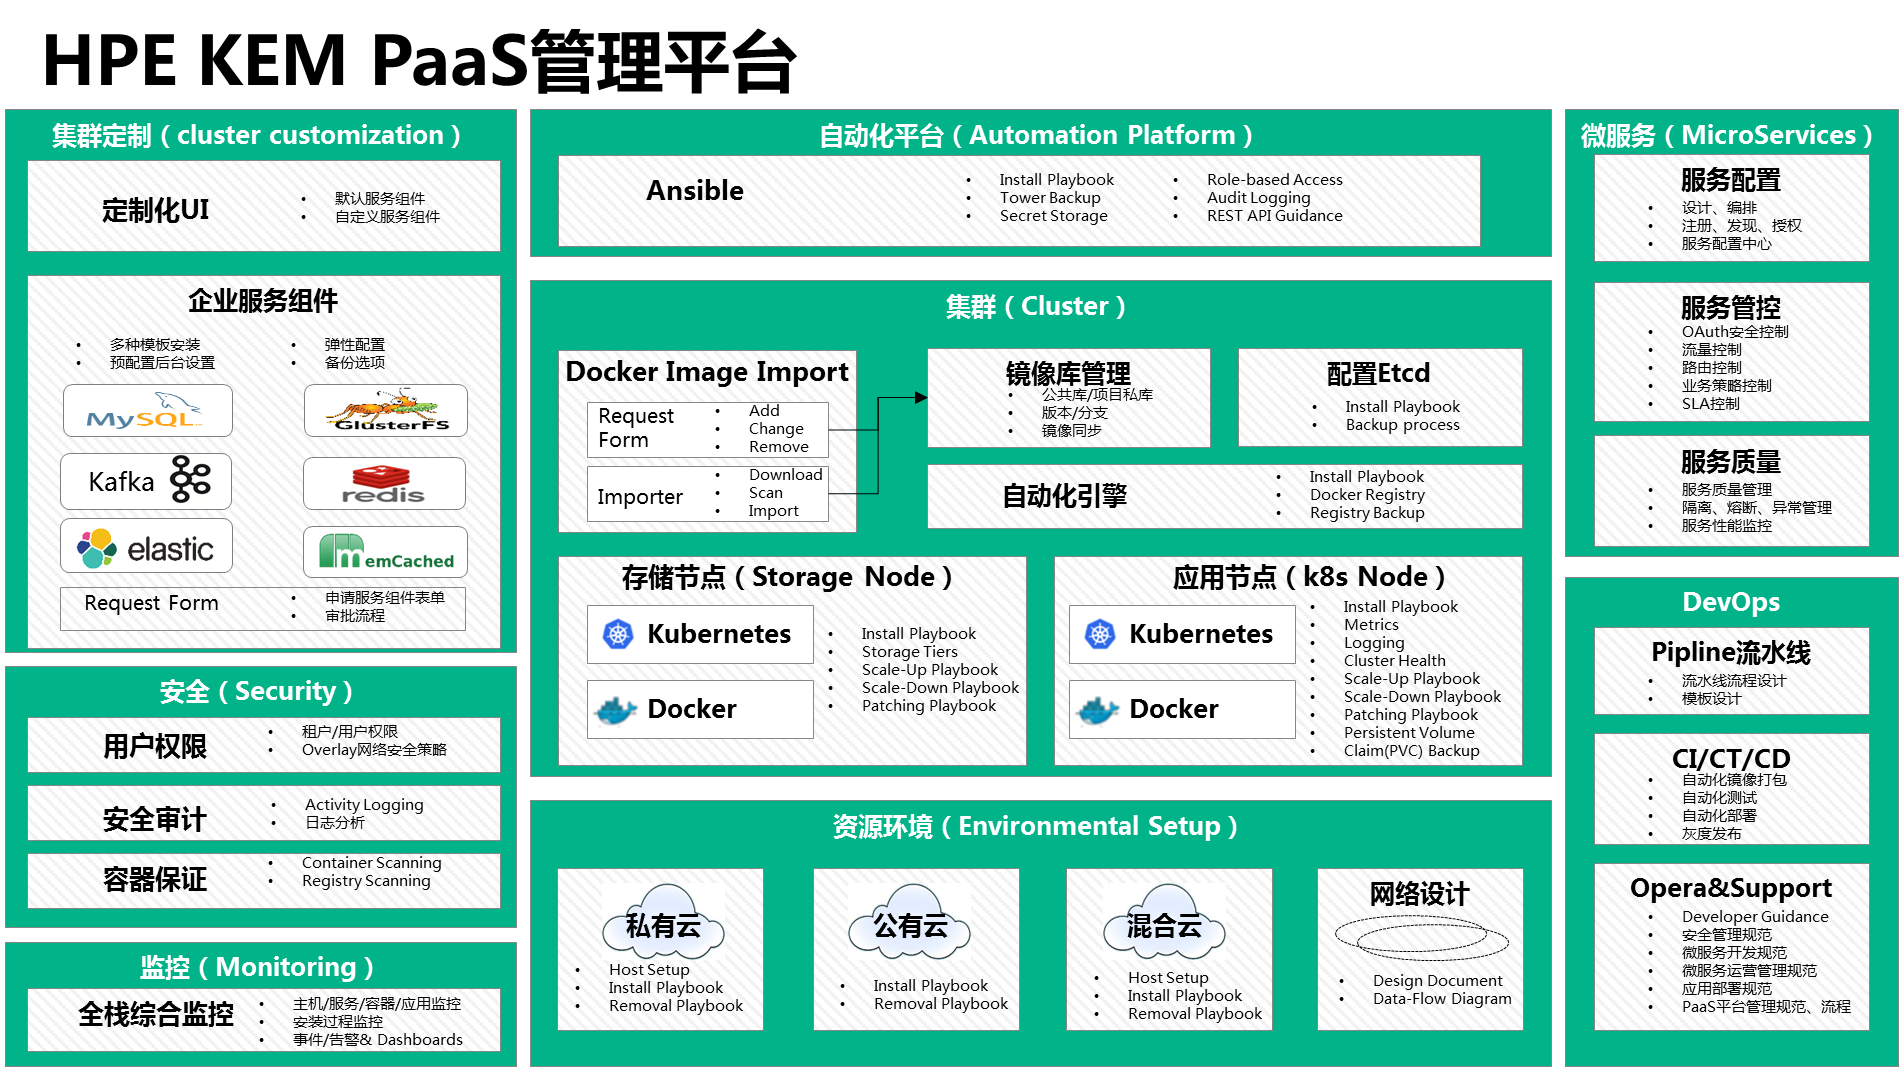 HPE KEM PaaS管理平台
集群定制（cluster customization）
定制化UI
• 默认服务组件
• 自定义服务组件
企业服务组件
• 多种模板安装
• 预配置后台设置
• 弹性配置
• 备份选项
MySQL
GlusterFS
Kafka
redis
elastic
memCached
Request Form
• 申请服务组件表单
• 审批流程
安全（Security）
用户权限
• 租户/用户权限
• Overlay网络安全策略
安全审计
• Activity Logging
• 日志分析
容器保证
• Container Scanning
• Registry Scanning
监控（Monitoring）
全栈综合监控
• 主机/服务/容器/应用监控
• 安装过程监控
• 事件/告警& Dashboards
自动化平台（Automation Platform）
Ansible
• Install Playbook
• Tower Backup
• Secret Storage
• Role-based Access
• Audit Logging
• REST API Guidance
集群（Cluster）
Docker Image Import
Request
Form
• Add
• Change
• Remove
Importer
• Download
• Scan
• Import
镜像库管理
• 公共库/项目私库
• 版本/分支
• 镜像同步
配置Etcd
• Install Playbook
• Backup process
自动化引擎
• Install Playbook
• Docker Registry
• Registry Backup
存储节点（Storage Node）
Kubernetes
Docker
• Install Playbook
• Storage Tiers
• Scale-Up Playbook
• Scale-Down Playbook
• Patching Playbook
应用节点（k8s Node）
Kubernetes
Docker
• Install Playbook
• Metrics
• Logging
• Cluster Health
• Scale-Up Playbook
• Scale-Down Playbook
• Patching Playbook
• Persistent Volume
• Claim(PVC) Backup
资源环境（Environmental Setup）
私有云
• Host Setup
• Install Playbook
• Removal Playbook
公有云
• Install Playbook
• Removal Playbook
混合云
• Host Setup
• Install Playbook
• Removal Playbook
网络设计
• Design Document
• Data-Flow Diagram
微服务（MicroServices）
服务配置
• 设计、编排
• 注册、发现、授权
• 服务配置中心
服务管控
• OAuth安全控制
• 流量控制
• 路由控制
• 业务策略控制
• SLA控制
服务质量
• 服务质量管理
• 隔离、熔断、异常管理
• 服务性能监控
DevOps
Pipline流水线
• 流水线流程设计
• 模板设计
CI/CT/CD
• 自动化镜像打包
• 自动化测试
• 自动化部署
• 灰度发布
Opera&Support
• Developer Guidance
• 安全管理规范
• 微服务开发规范
• 微服务运营管理规范
• 应用部署规范
• PaaS平台管理规范、流程